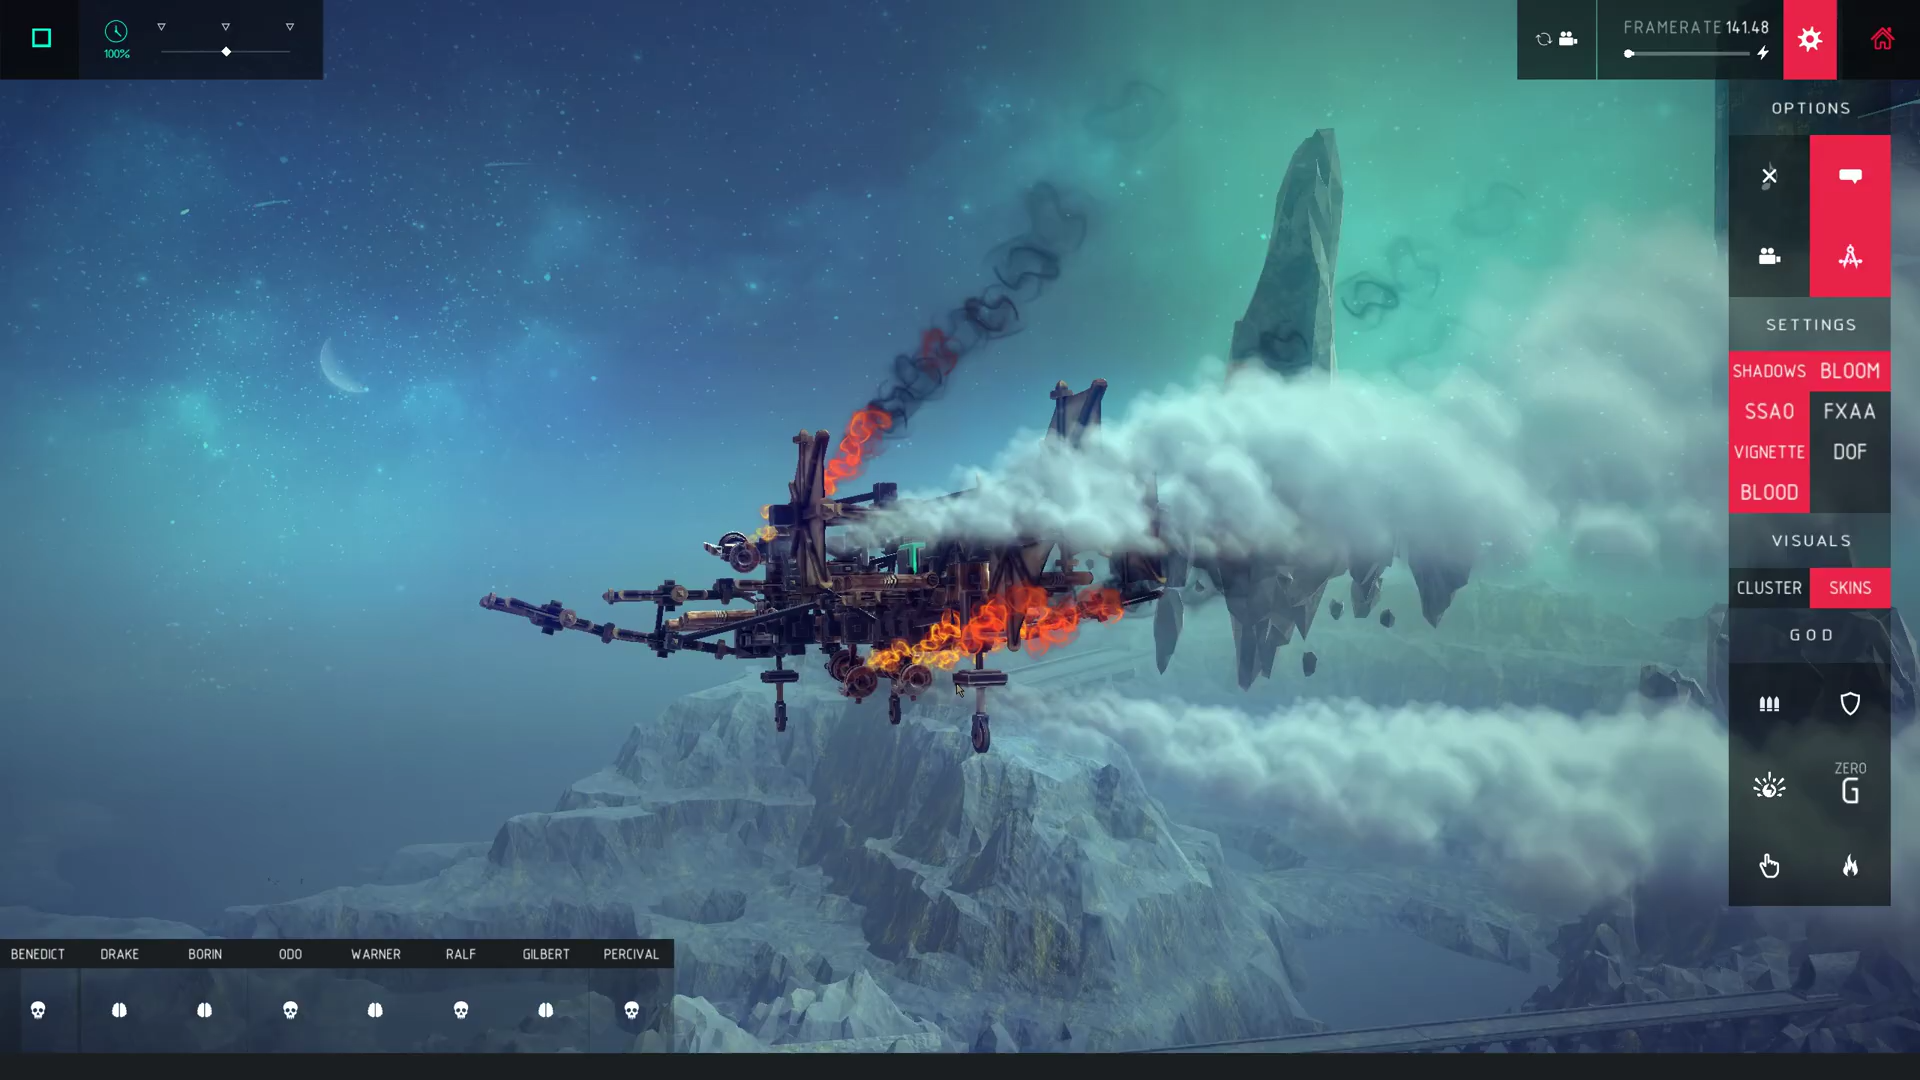 100%
FRAMERATE 141.48
OPTIONS
SETTINGS
SHADOWS BLOOM
SSAO FXAA
VIGNETTE DOF
BLOOD
VISUALS
CLUSTER SKINS
GOD
ZERO
G
BENEDICT DRAKE BORIN ODO WARNER RALF GILBERT PERCIVAL